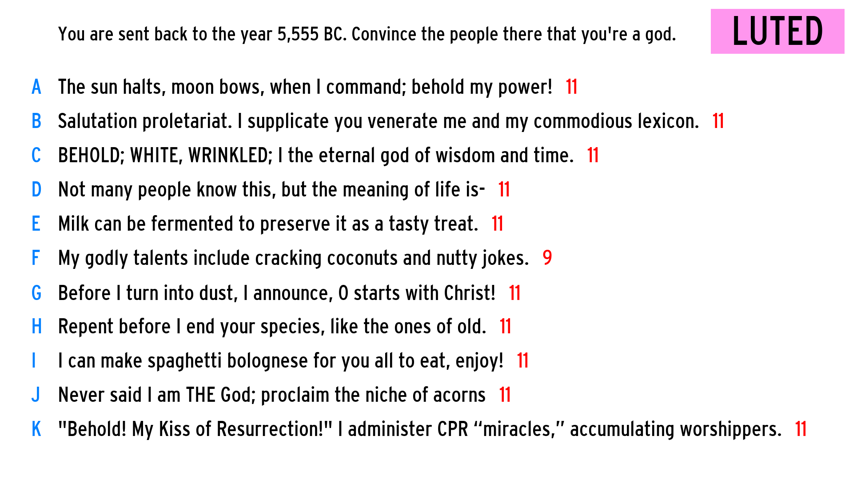 You are sent back to the year 5,555 BC. Convince the people there that you're a god.
LUTED
A The sun halts, moon bows, when I command; behold my power! 11
B Salutation proletariat. I supplicate you venerate me and my commodious lexicon. 11
C BEHOLD; WHITE, WRINKLED; I the eternal god of wisdom and time. 11
D Not many people know this, but the meaning of life is- 11
E Milk can be fermented to preserve it as a tasty treat. 11
F My godly talents include cracking coconuts and nutty jokes. 9
G Before I turn into dust, I announce, 0 starts with Christ! 11
H Repent before I end your species, like the ones of old. 11
I I can make spaghetti bolognese for you all to eat, enjoy! 11
J Never said I am THE God; proclaim the niche of acorns 11
K "Behold! My Kiss of Resurrection!" I administer CPR “miracles,” accumulating worshippers. 11